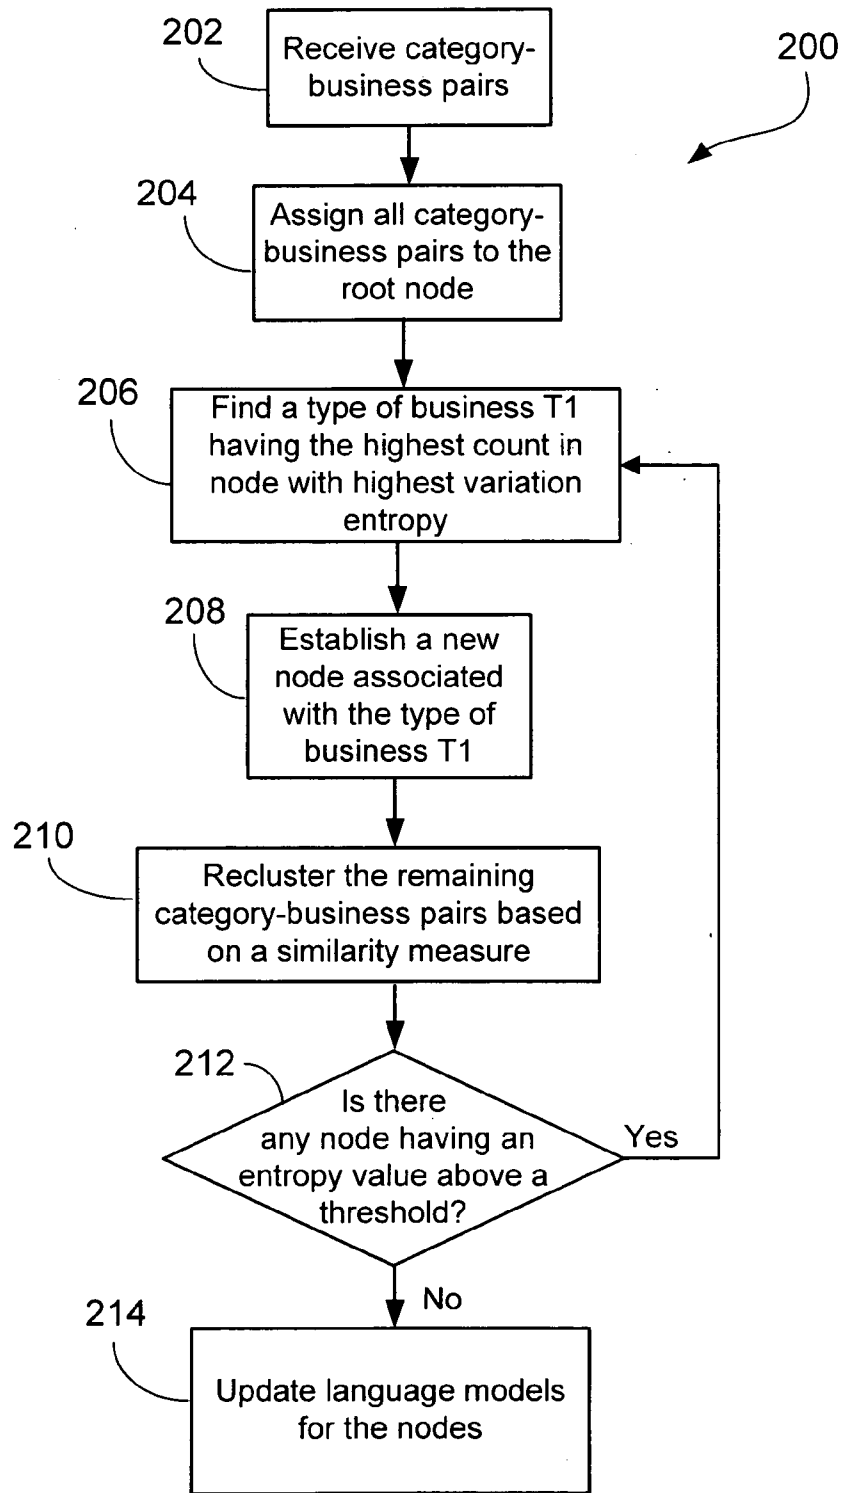 202
Receive category-
business pairs
200
204
Assign all category-
business pairs to the
root node
206
Find a type of business T1
having the highest count in
node with highest variation
entropy
208
Establish a new
node associated
with the type of
business T1
210
Recluster the remaining
category-business pairs based
on a similarity measure
212
Is there
any node having an
entropy value above a
threshold?
Yes
No
214
Update language models
for the nodes